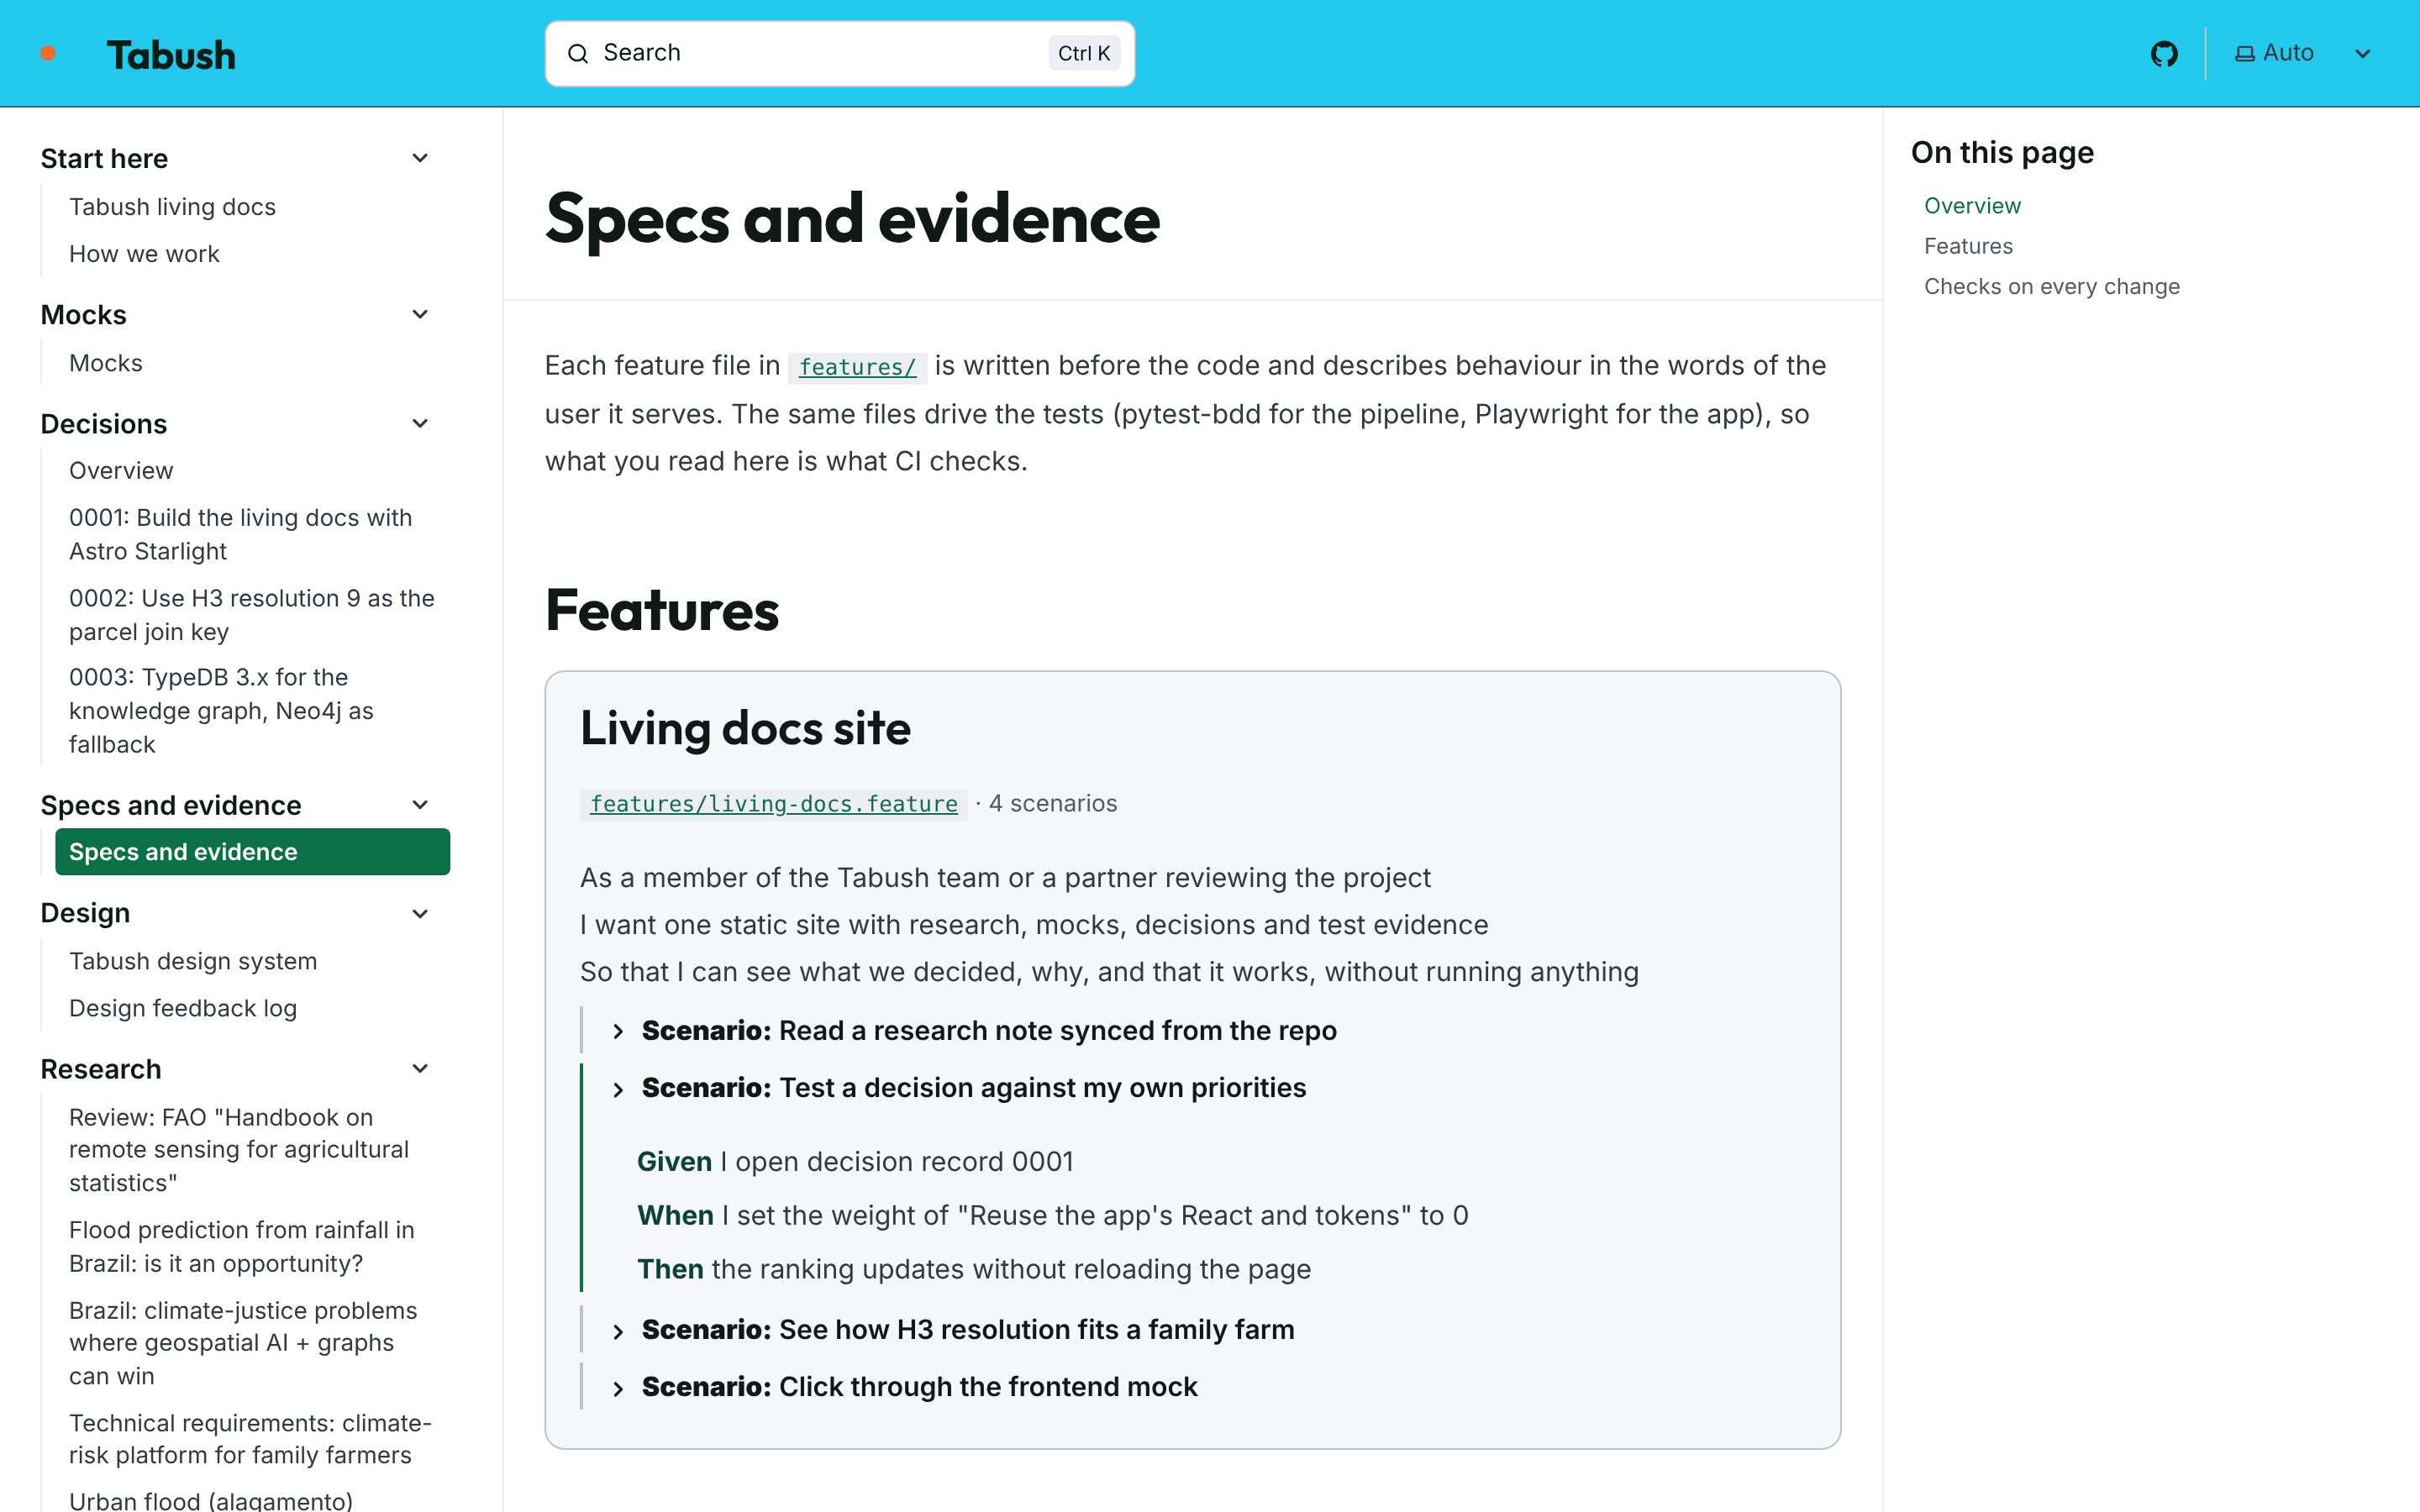 Tabush
Search
Ctrl K
Auto
Start here
Tabush living docs
How we work
Mocks
Mocks
Decisions
Overview
0001: Build the living docs with
Astro Starlight
0002: Use H3 resolution 9 as the
parcel join key
0003: TypeDB 3.x for the
knowledge graph, Neo4j as
fallback
Specs and evidence
Specs and evidence
Design
Tabush design system
Design feedback log
Research
Review: FAO "Handbook on
remote sensing for agricultural
statistics"
Flood prediction from rainfall in
Brazil: is it an opportunity?
Brazil: climate-justice problems
where geospatial AI + graphs
can win
Technical requirements: climate-
risk platform for family farmers
Urban flood (alagamento)
Specs and evidence
Each feature file in features/ is written before the code and describes behaviour in the words of the
user it serves. The same files drive the tests (pytest-bdd for the pipeline, Playwright for the app), so
what you read here is what CI checks.
Features
Living docs site
features/living-docs.feature · 4 scenarios
As a member of the Tabush team or a partner reviewing the project
I want one static site with research, mocks, decisions and test evidence
So that I can see what we decided, why, and that it works, without running anything
Scenario: Read a research note synced from the repo
Scenario: Test a decision against my own priorities
Given I open decision record 0001
When I set the weight of "Reuse the app's React and tokens" to 0
Then the ranking updates without reloading the page
Scenario: See how H3 resolution fits a family farm
Scenario: Click through the frontend mock
On this page
Overview
Features
Checks on every change